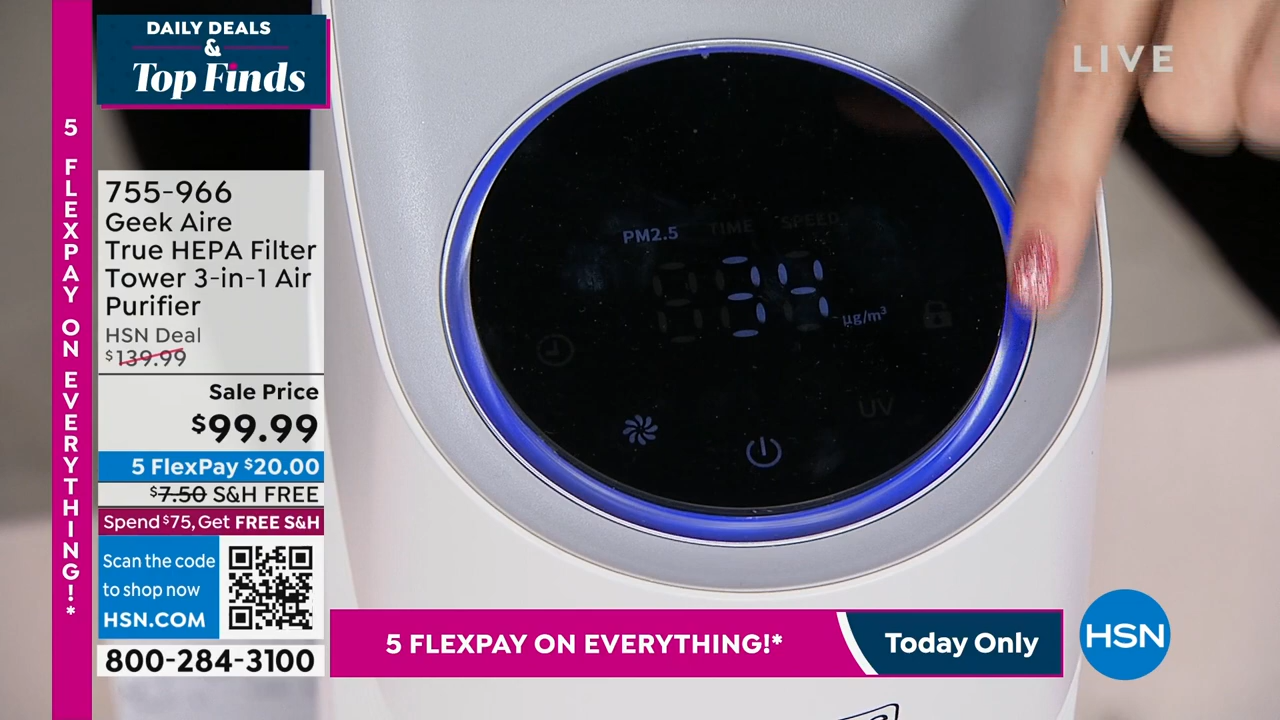 5 FLEXPAY ON EVERYTHING!*
DAILY DEALS
&
Top Finds
755-966
Geek Aire
True HEPA Filter
Tower 3-in-1 Air
Purifier
HSN Deal
$139.99
Sale Price
$99.99
5 FlexPay $20.00
$7.50 S&H FREE
Spend $75, Get FREE S&H
Scan the code
to shop now
HSN.COM
800-284-3100
LIVE
PM2.5 TIME SPEED
39
µg/m³
UV
5 FLEXPAY ON EVERYTHING!*
Today Only
HSN